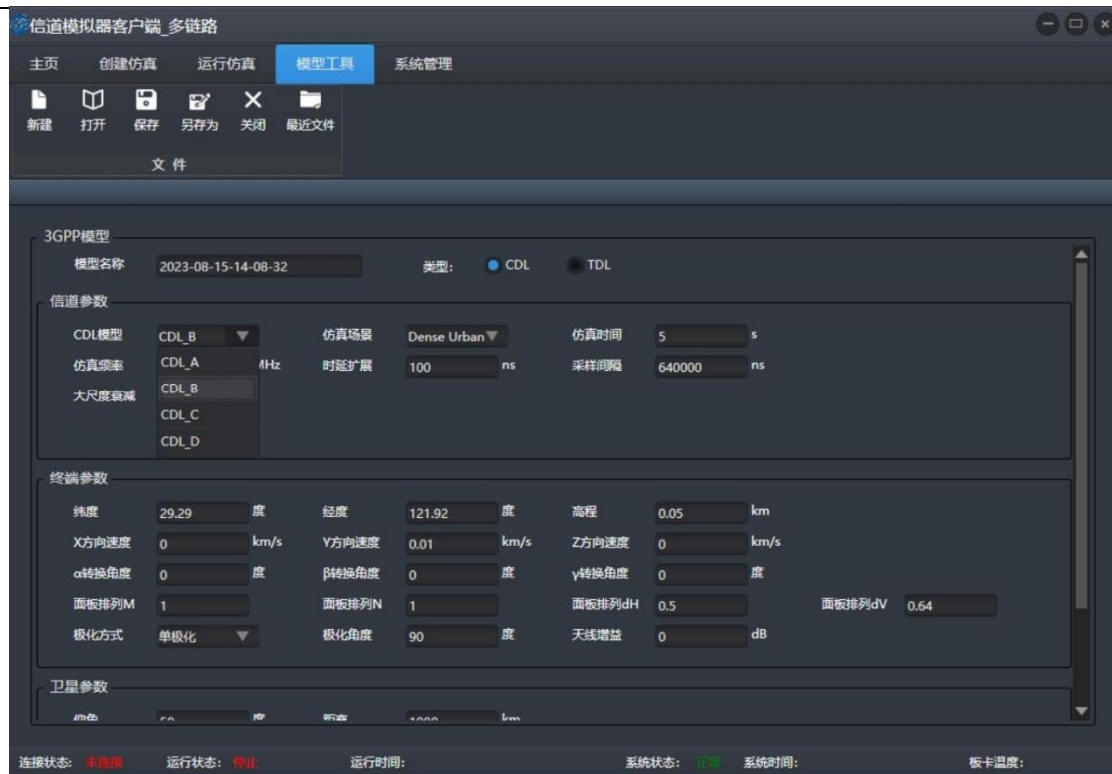 信道模拟器客户端_多链路
主页 创建仿真 运行仿真 模型工具 系统管理
新建 打开 保存 另存为 关闭 最近文件
文 件
3GPP模型
模型名称 2023-08-15-14-08-32 类型: CDL TDL
信道参数
CDL模型 CDL_B 仿真场景 Dense Urban 仿真时间 5 s
仿真频率 MHz 时延扩展 100 ns 采样间隔 640000 ns
大尺度衰减
CDL_A
CDL_B
CDL_C
CDL_D
终端参数
纬度 29.29 度 经度 121.92 度 高程 0.05 km
X方向速度 0 km/s Y方向速度 0.01 km/s Z方向速度 0 km/s
α转换角度 0 度 β转换角度 0 度 γ转换角度 0 度
面板排列M 1 面板排列N 1 面板排列dH 0.5 面板排列dV 0.64
极化方式 单极化 极化角度 90 度 天线增益 0 dB
卫星参数
仰角 50 度 距离 1000 km
连接状态: 未连接 运行状态: 停止 运行时间: 系统状态: 正常 系统时间: 板卡温度: